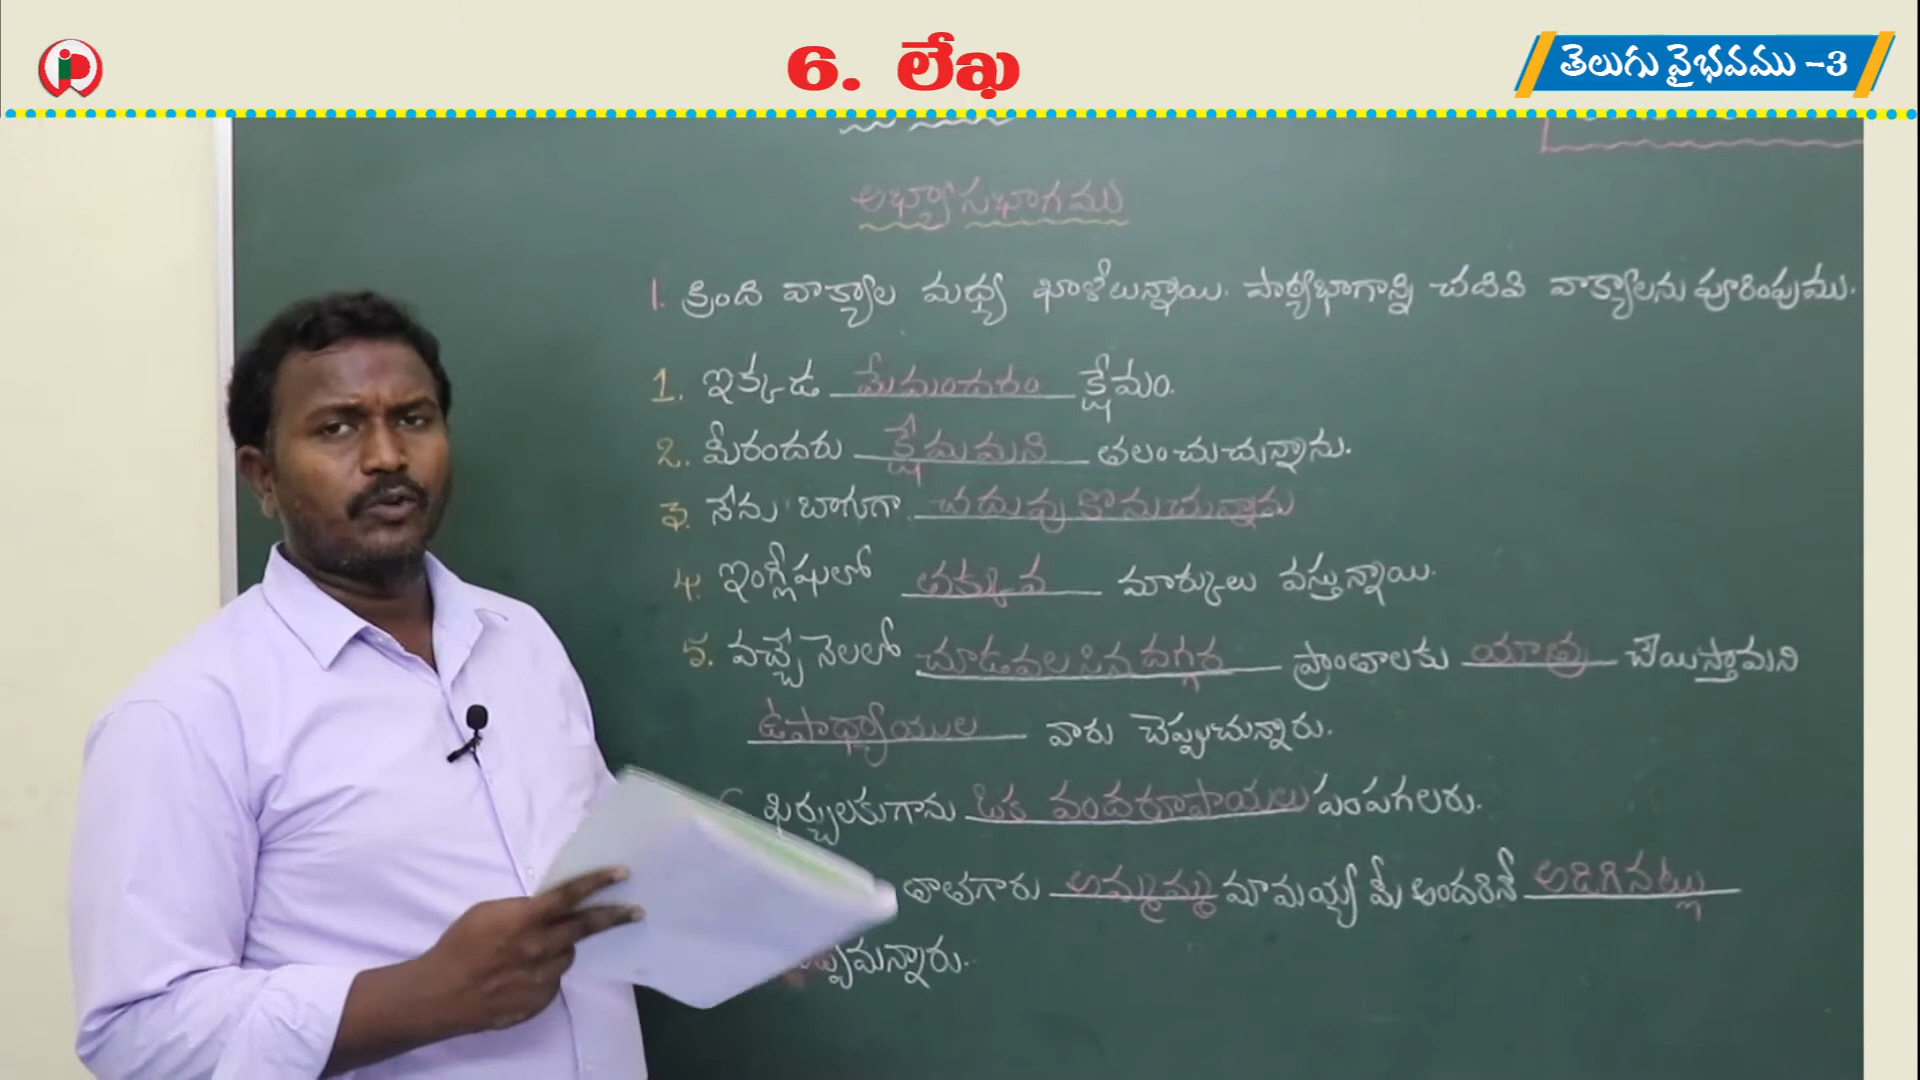 6. లేఖ
తెలుగు వైభవము -3
అభ్యాసభాగము
I. క్రింది వాక్యాల మధ్య ఖాళీలున్నాయి. పాఠ్యభాగాన్ని చదివి వాక్యాలను పూరింపుము.
1. ఇక్కడ మేమందరం క్షేమం.
2. మీరందరు క్షేమమని తలంచుచున్నాను.
3. నేను బాగుగా చదువుకొనుచున్నాను
4. ఇంగ్లీషులో తక్కువ మార్కులు వస్తున్నాయి.
5. వచ్చే నెలలో చూడవలసిన దగ్గర ప్రాంతాలకు యాత్ర చేయిస్తామని
ఉపాధ్యాయుల వారు చెప్పుచున్నారు.
ఖర్చులకుగాను ఒక వందరూపాయలు పంపగలరు.
తాతగారు అమ్మమ్మ మామయ్య మీ అందరినీ అడిగినట్లు
ప్పుమన్నారు.